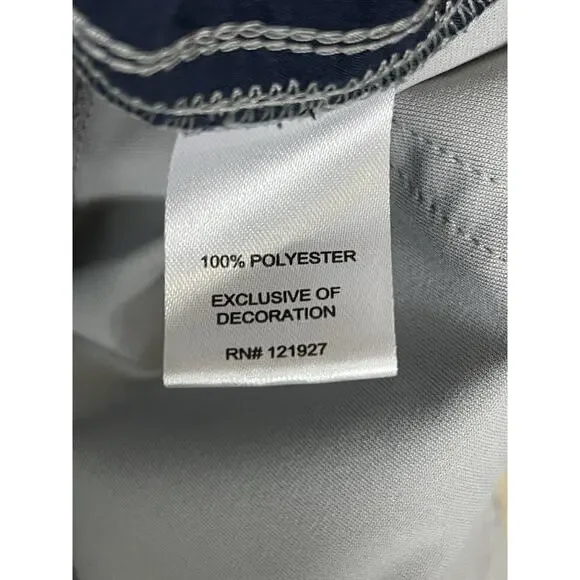 100% POLYESTER
EXCLUSIVE OF
DECORATION
RN# 121927